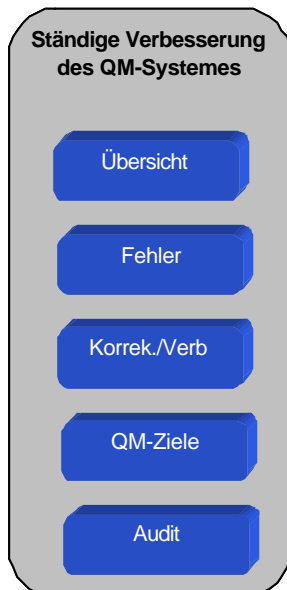 Ständige Verbesserung
des QM-Systemes
Übersicht
Fehler
Korrek./Verb
QM-Ziele
Audit